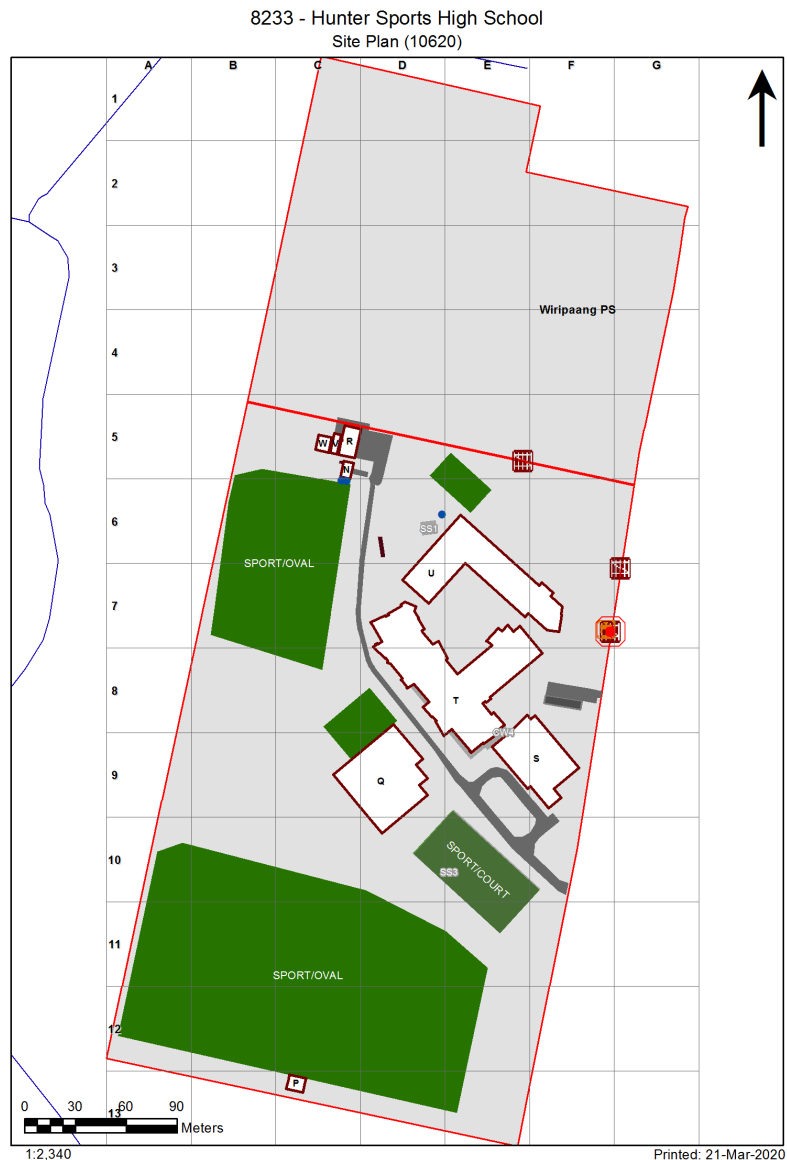 8233 - Hunter Sports High School
Site Plan (10620)
A B C D E F G
1
2
3
Wiripaang PS
4
5
W R
N
6
SS1
SPORT/OVAL
U
7
8
T
CW4
S
9
Q
10
SPORT/COURT
SS3
11
SPORT/OVAL
12
P
0 30 60 90
13
Meters
1:2,340
Printed: 21-Mar-2020